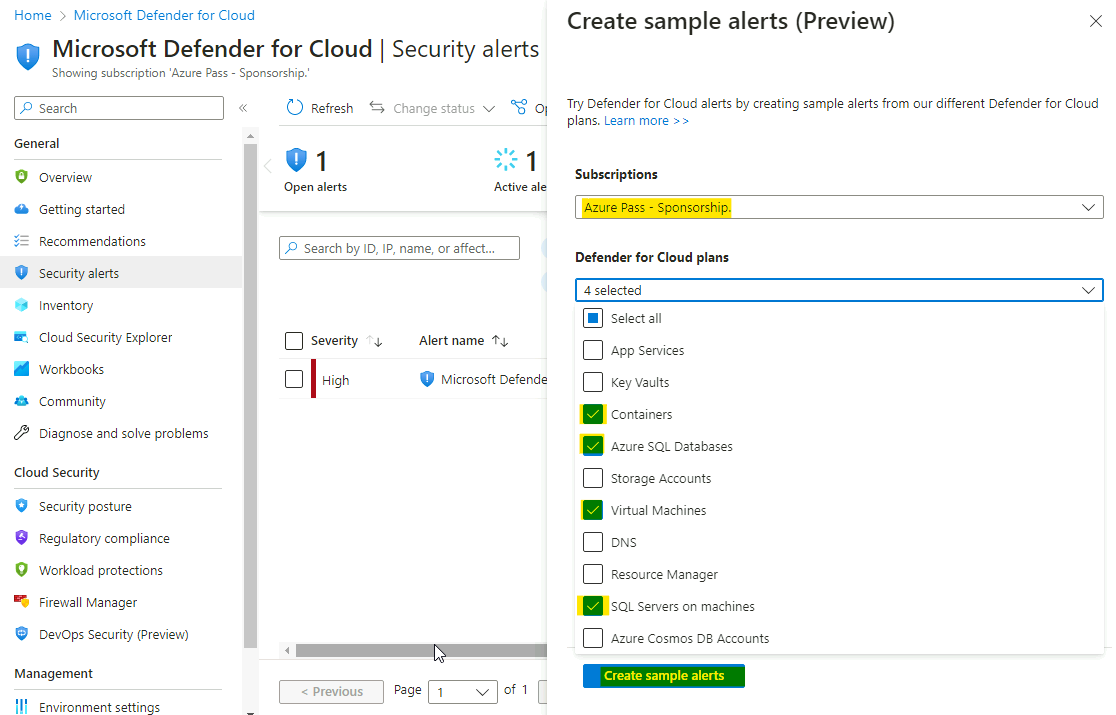 Home > Microsoft Defender for Cloud
Microsoft Defender for Cloud | Security alerts
Showing subscription 'Azure Pass - Sponsorship.'
Search
«
General
Overview
Getting started
Recommendations
Security alerts
Inventory
Cloud Security Explorer
Workbooks
Community
Diagnose and solve problems
Cloud Security
Security posture
Regulatory compliance
Workload protections
Firewall Manager
DevOps Security (Preview)
Management
Environment settings
Refresh
Change status
Op
1
Open alerts
1
Active ale
Search by ID, IP, name, or affect...
Severity ↑↓ Alert name ↑↓
High Microsoft Defende
< Previous Page 1 of 1
Create sample alerts (Preview)
Try Defender for Cloud alerts by creating sample alerts from our different Defender for Cloud
plans. Learn more >>
Subscriptions
Azure Pass - Sponsorship.
Defender for Cloud plans
4 selected
Select all
App Services
Key Vaults
Containers
Azure SQL Databases
Storage Accounts
Virtual Machines
DNS
Resource Manager
SQL Servers on machines
Azure Cosmos DB Accounts
Create sample alerts